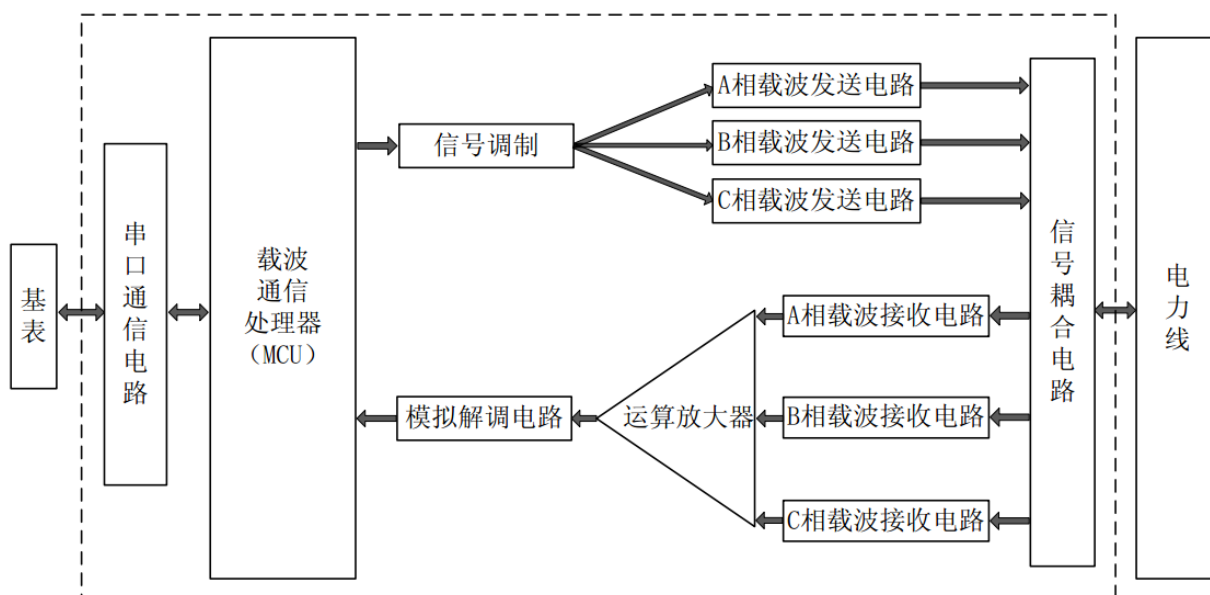 基表
串口通信电路
载波
通信
处理器
（MCU）
信号调制
A相载波发送电路
B相载波发送电路
C相载波发送电路
模拟解调电路
运算放大器
A相载波接收电路
B相载波接收电路
C相载波接收电路
信号耦合电路
电力线